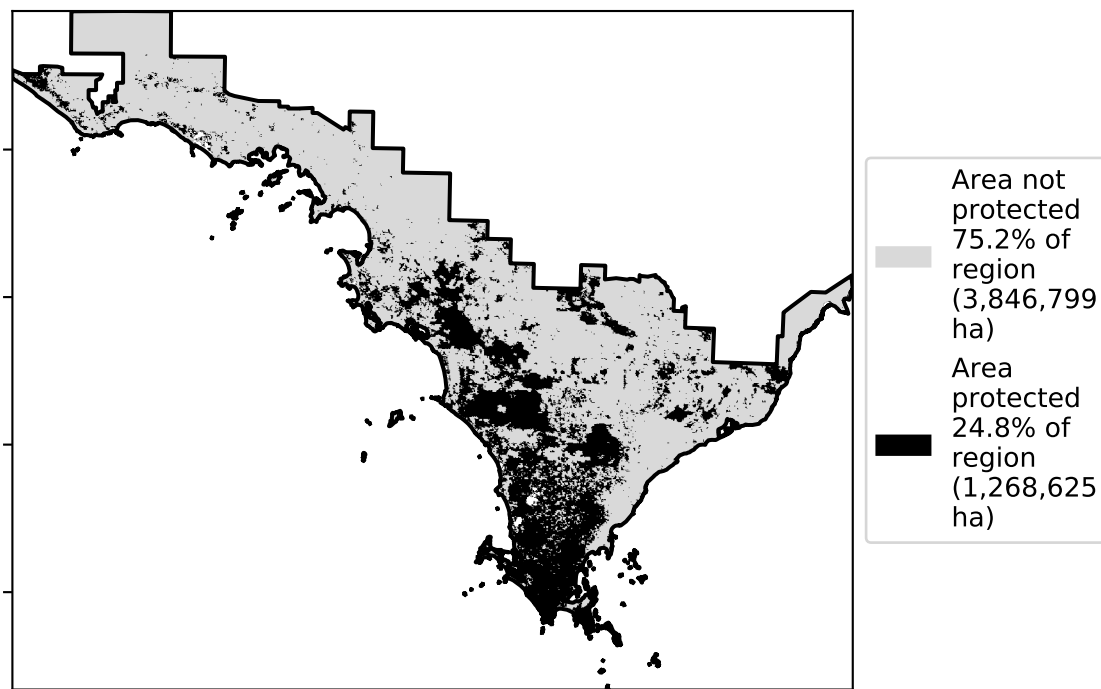 Area not
protected
75.2% of
region
(3,846,799
ha)
Area
protected
24.8% of
region
(1,268,625
ha)